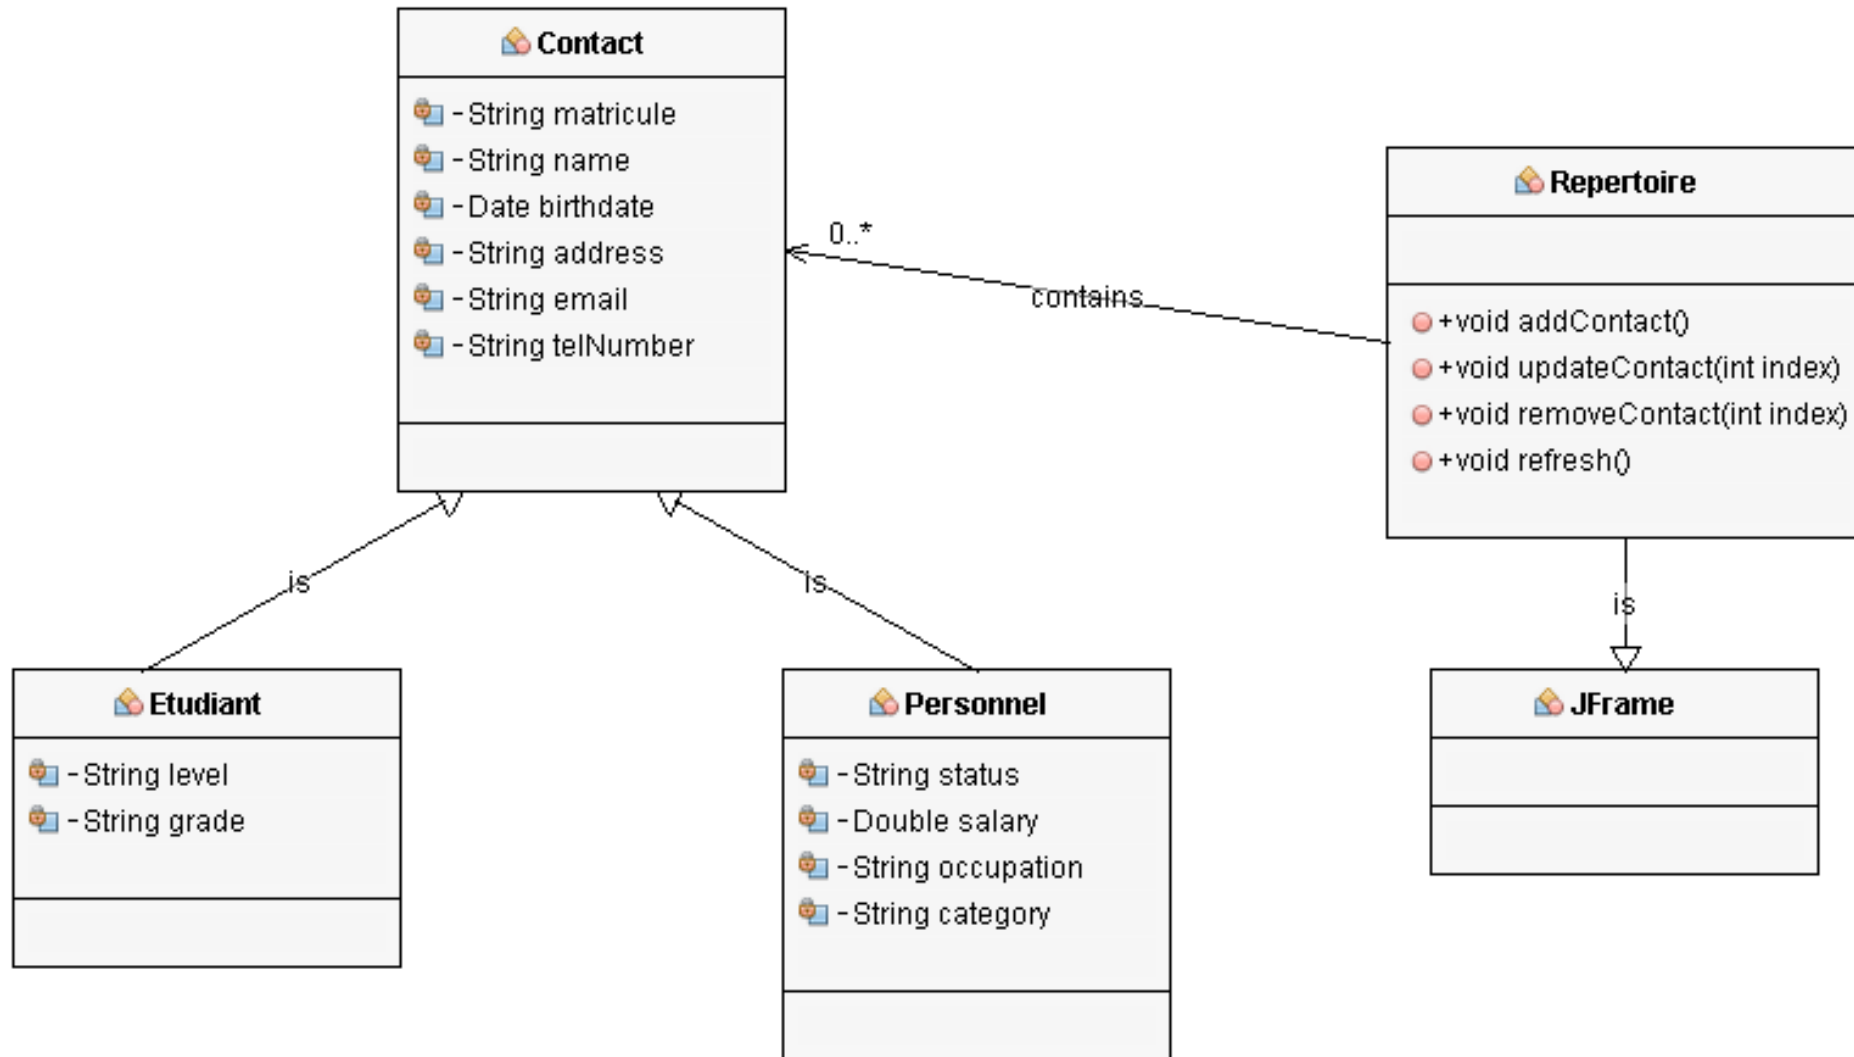 Contact
-String matricule
-String name
-Date birthdate
-String address
-String email
-String telNumber
0..*
contains
Repertoire
+void addContact()
+void updateContact(int index)
+void removeContact(int index)
+void refresh()
is
is
is
Etudiant
-String level
-String grade
Personnel
-String status
-Double salary
-String occupation
-String category
JFrame